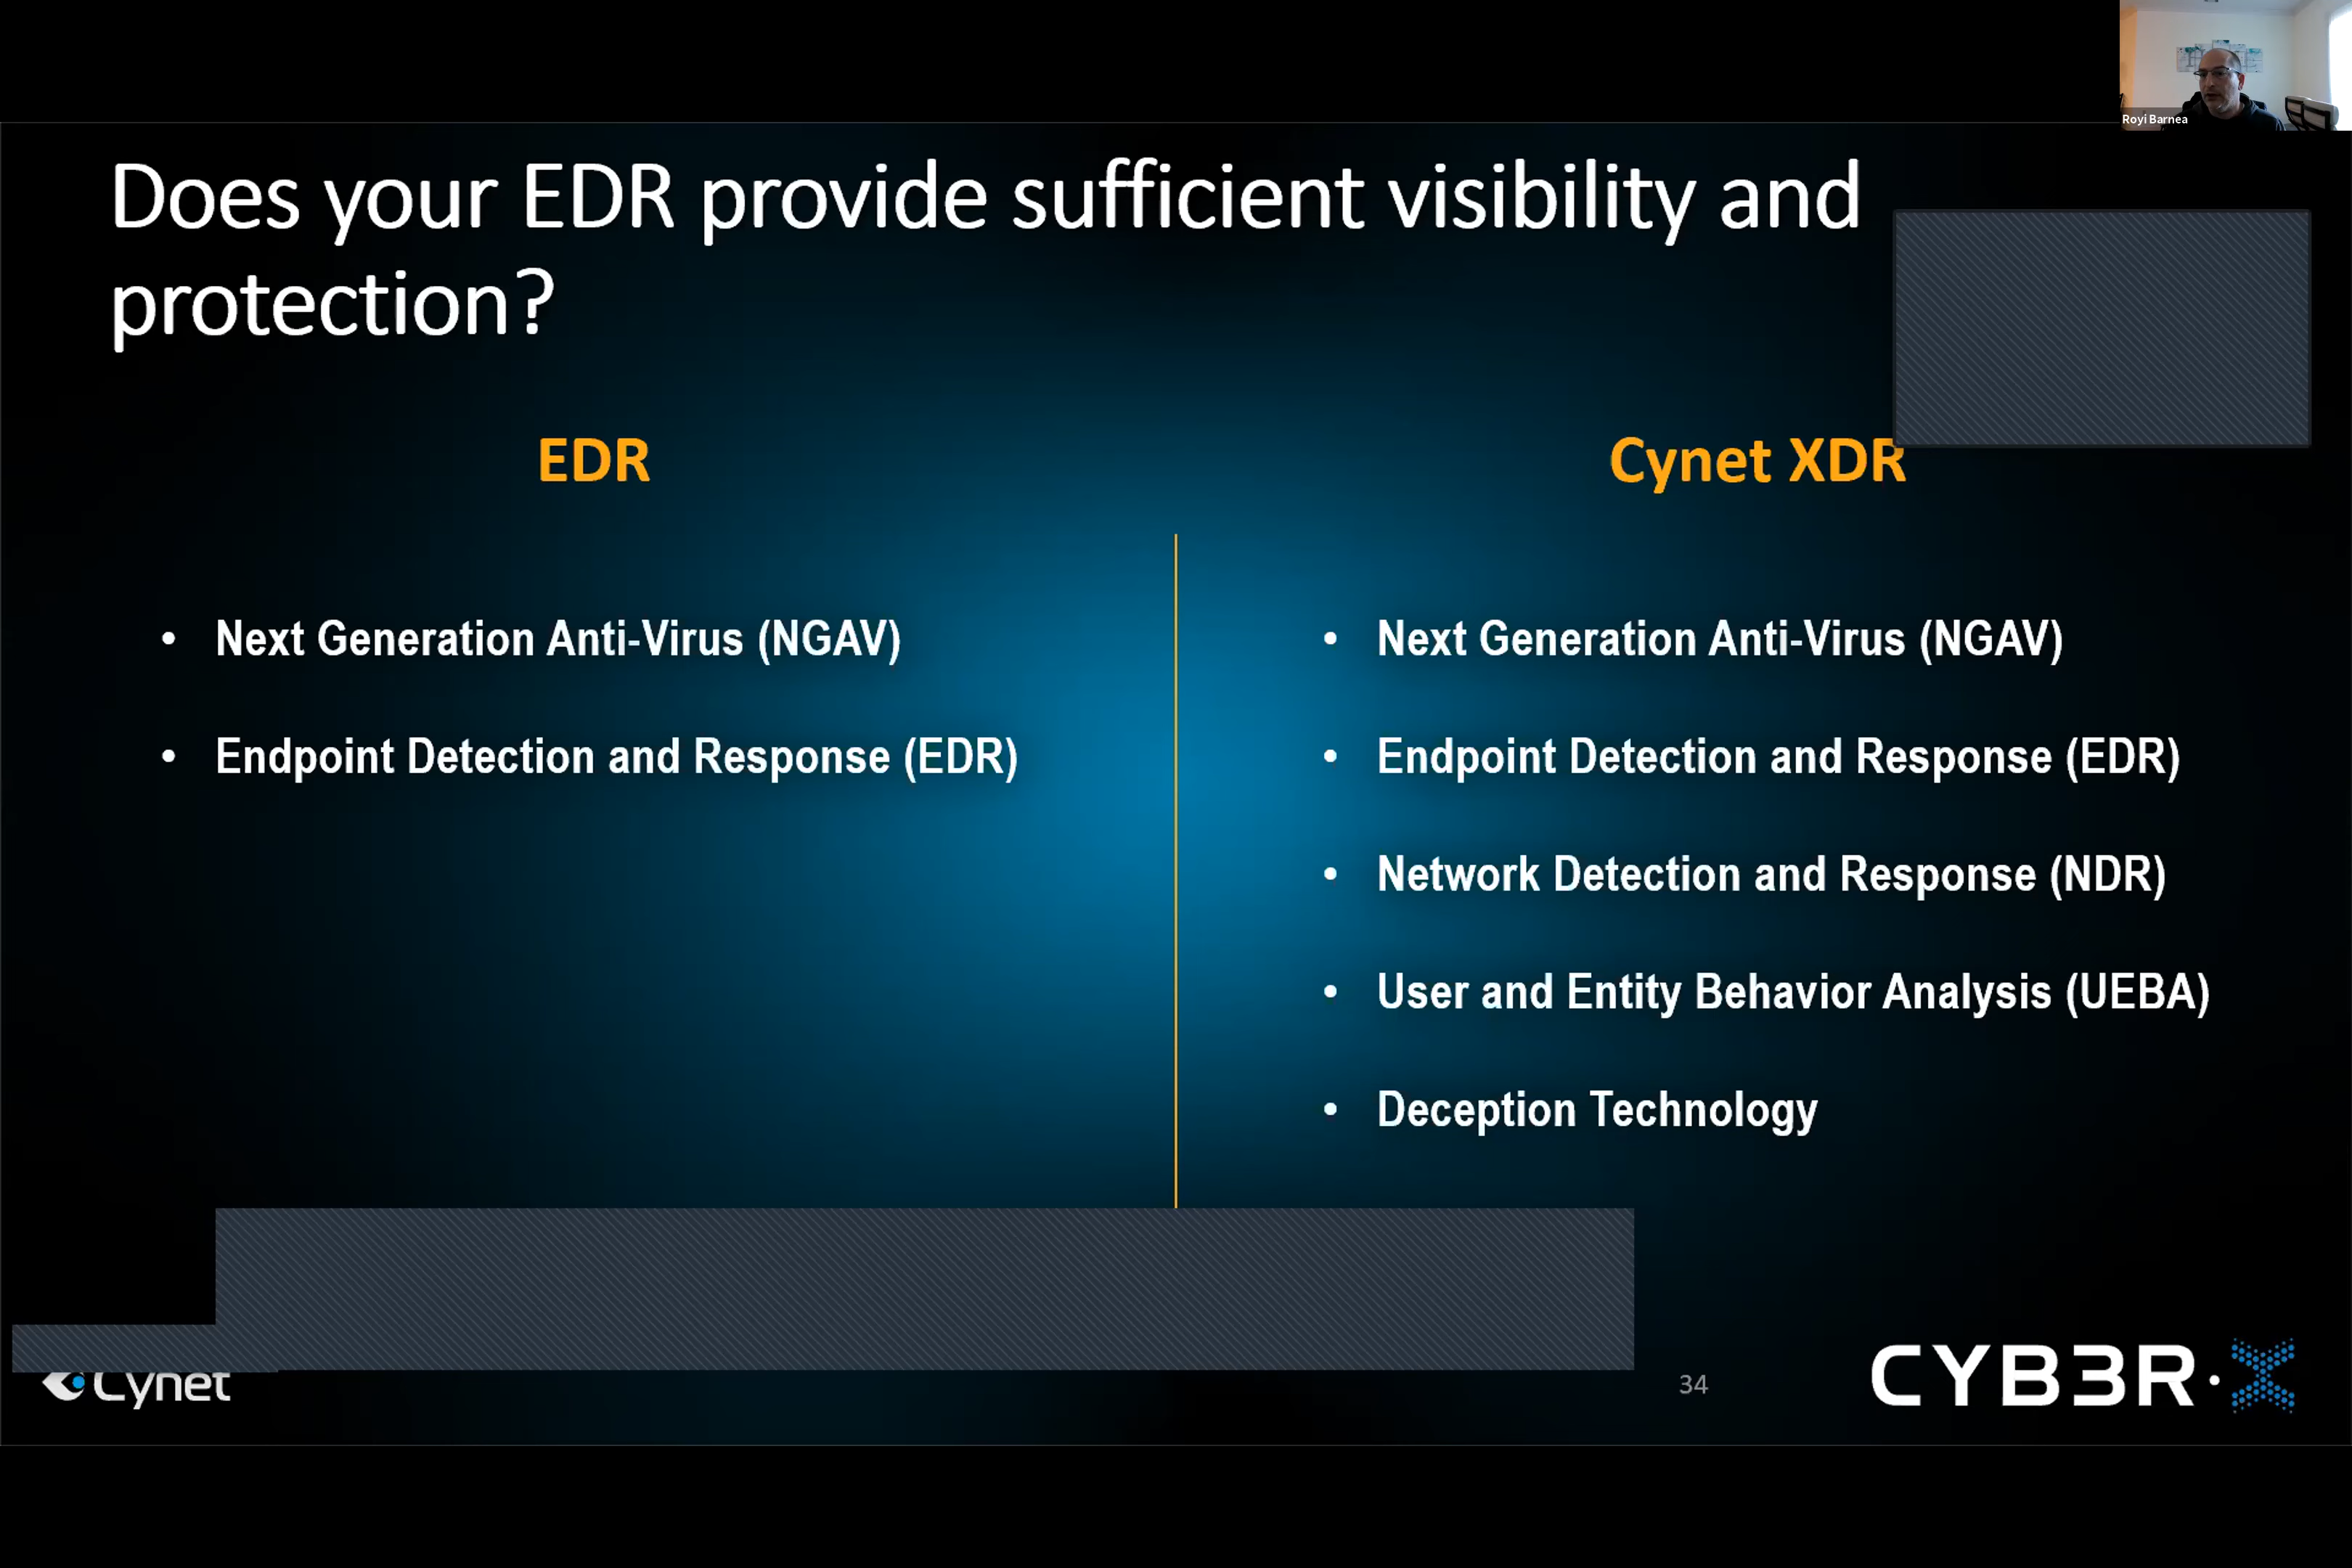 Royi Barnea
Does your EDR provide sufficient visibility and
protection?
EDR
• Next Generation Anti-Virus (NGAV)
• Endpoint Detection and Response (EDR)
Cynet XDR
• Next Generation Anti-Virus (NGAV)
• Endpoint Detection and Response (EDR)
• Network Detection and Response (NDR)
• User and Entity Behavior Analysis (UEBA)
• Deception Technology
Cynet
34
CYB3R·X